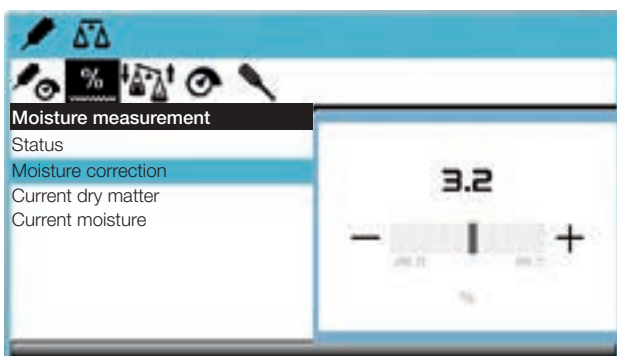 %
Moisture measurement
Status
Moisture correction
3.2
Current dry matter
Current moisture
− +
%